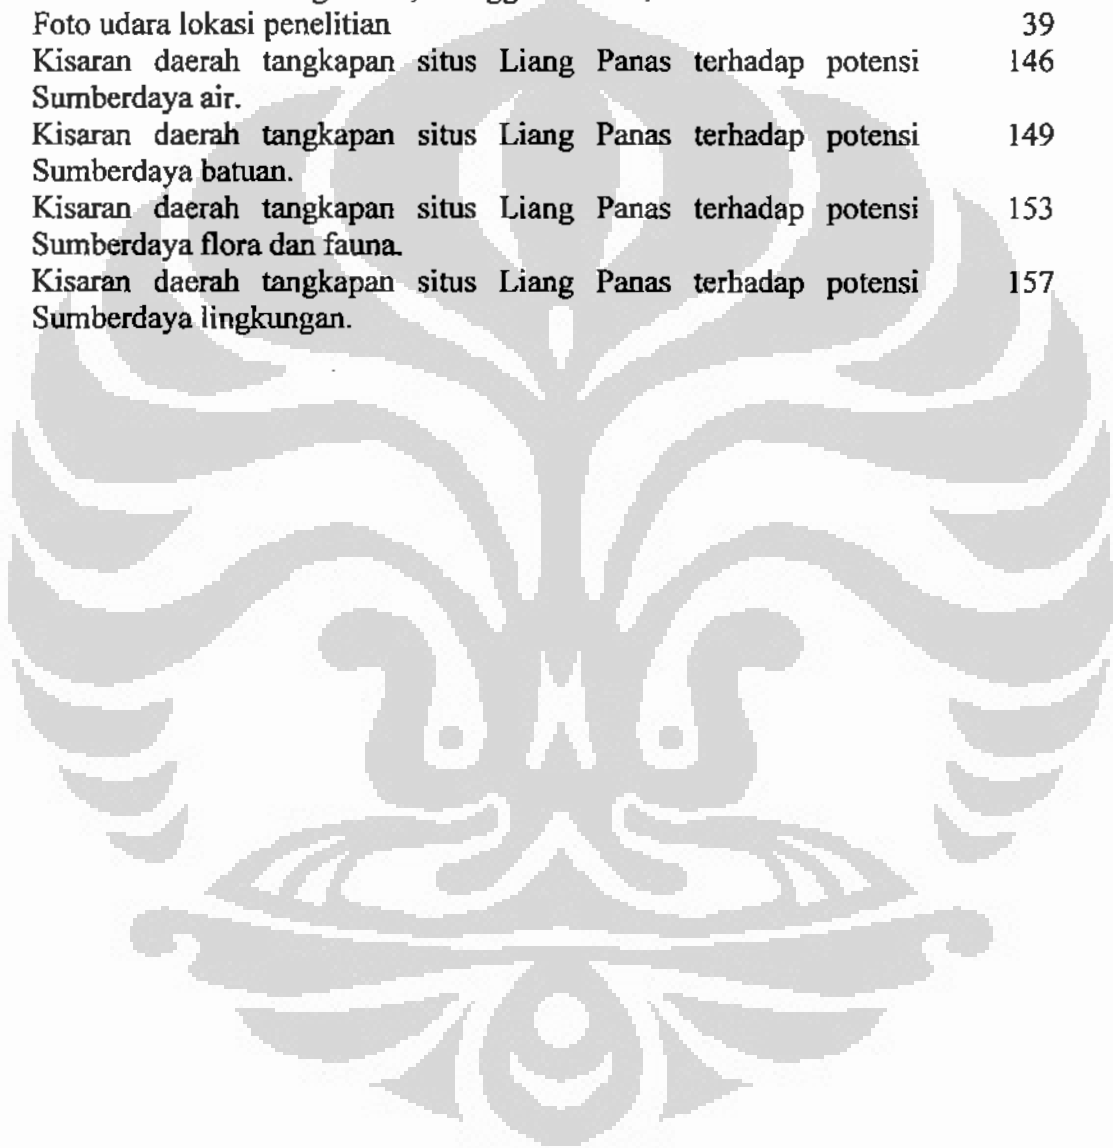 Foto udara lokasi penelitian 39
Kisaran daerah tangkapan situs Liang Panas terhadap potensi 146
Sumberdaya air.
Kisaran daerah tangkapan situs Liang Panas terhadap potensi 149
Sumberdaya batuan.
Kisaran daerah tangkapan situs Liang Panas terhadap potensi 153
Sumberdaya flora dan fauna.
Kisaran daerah tangkapan situs Liang Panas terhadap potensi 157
Sumberdaya lingkungan.